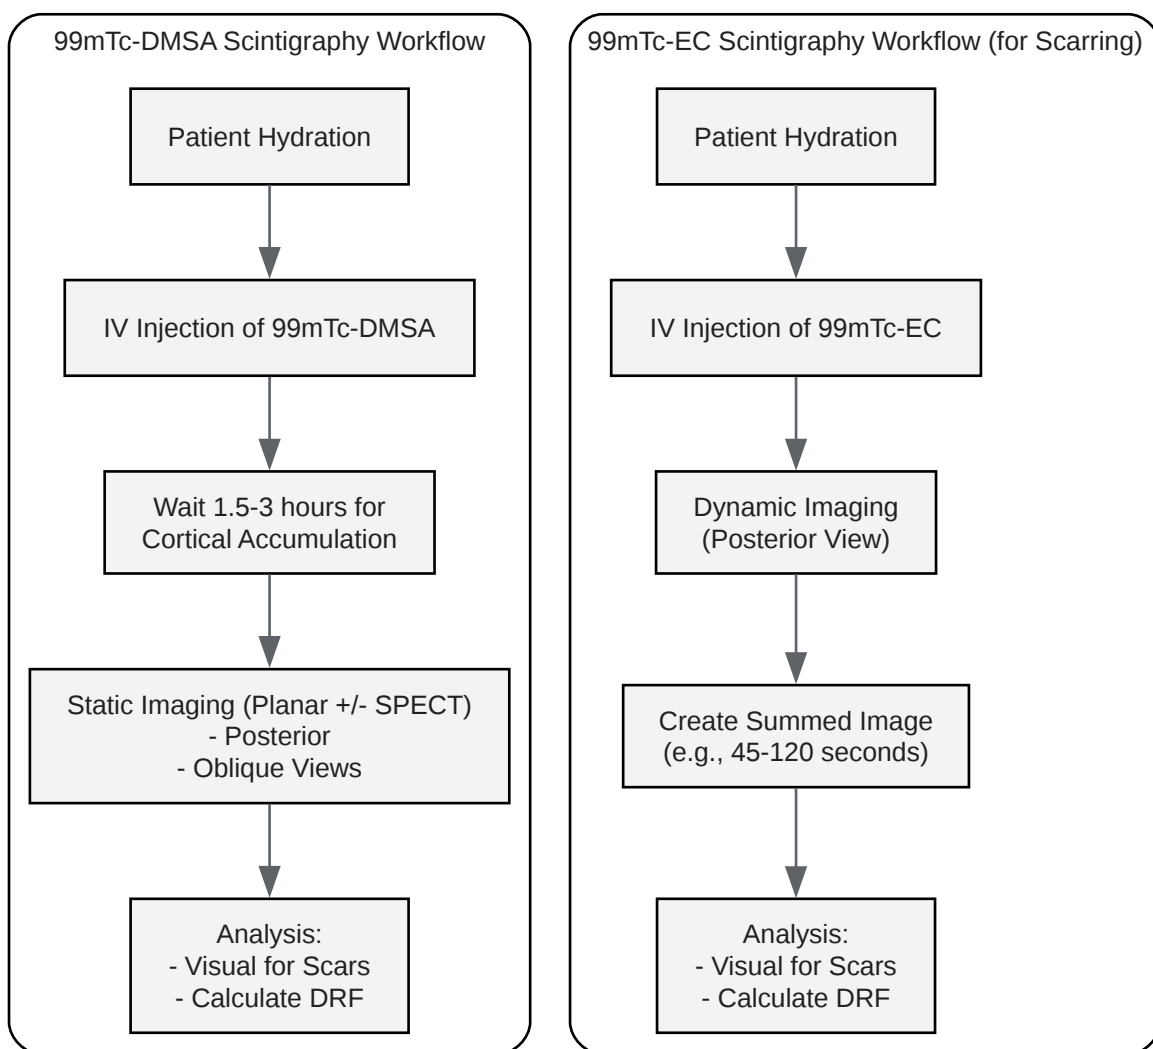 99mTc-DMSA Scintigraphy Workflow
Patient Hydration
IV Injection of 99mTc-DMSA
Wait 1.5-3 hours for
Cortical Accumulation
Static Imaging (Planar +/- SPECT)
- Posterior
- Oblique Views
Analysis:
- Visual for Scars
- Calculate DRF
99mTc-EC Scintigraphy Workflow (for Scarring)
Patient Hydration
IV Injection of 99mTc-EC
Dynamic Imaging
(Posterior View)
Create Summed Image
(e.g., 45-120 seconds)
Analysis:
- Visual for Scars
- Calculate DRF